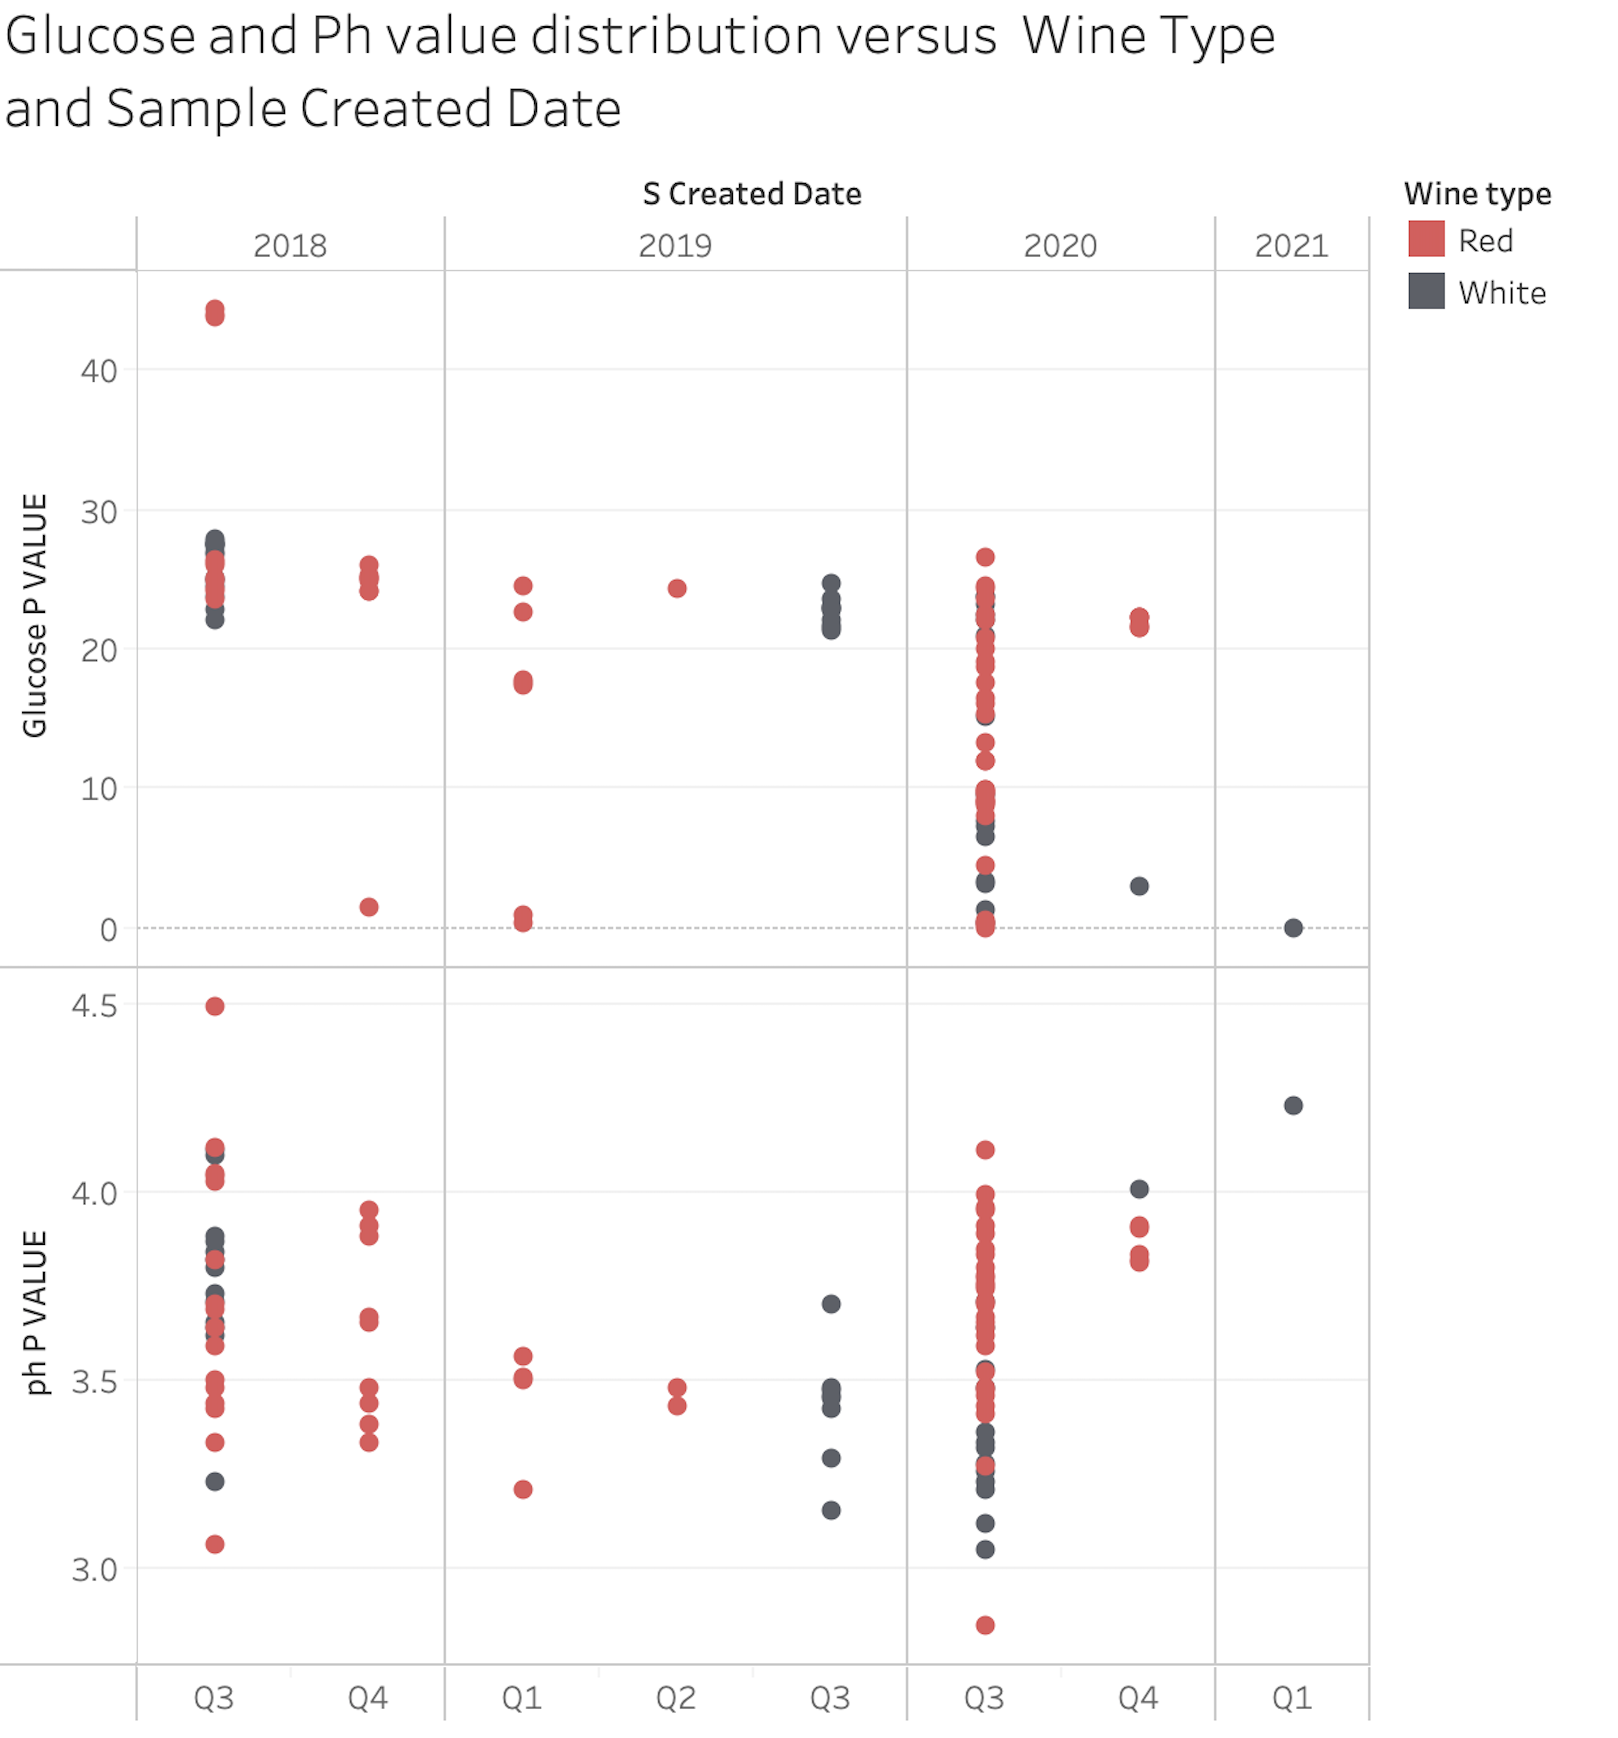 Glucose and Ph value distribution versus Wine Type
and Sample Created Date
S Created Date
Wine type
Red
White
2018 2019 2020 2021
Glucose P VALUE
40
30
20
10
0
ph P VALUE
4.5
4.0
3.5
3.0
Q3 Q4 Q1 Q2 Q3 Q3 Q4 Q1